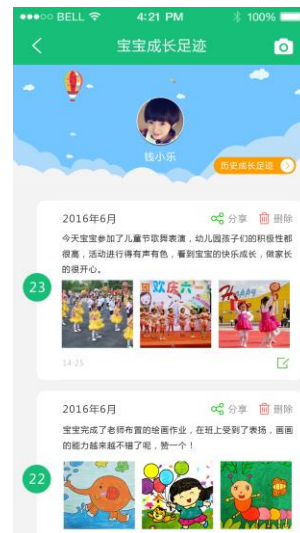 BELL 4:21 PM 100%
宝宝成长足迹
钱小乐
历史成长足迹
2016年6月 分享 删除
今天宝宝参加了儿童节歌舞表演，幼儿园孩子们的积极性都
很高，活动进行得有声有色，看到宝宝的快乐成长，做家长
的很开心。
23
欢庆六一
14:25
2016年6月 分享 删除
宝宝完成了老师布置的绘画作业，在班上受到了表扬，画画
的能力越来越不错了呢，赞一个！
22